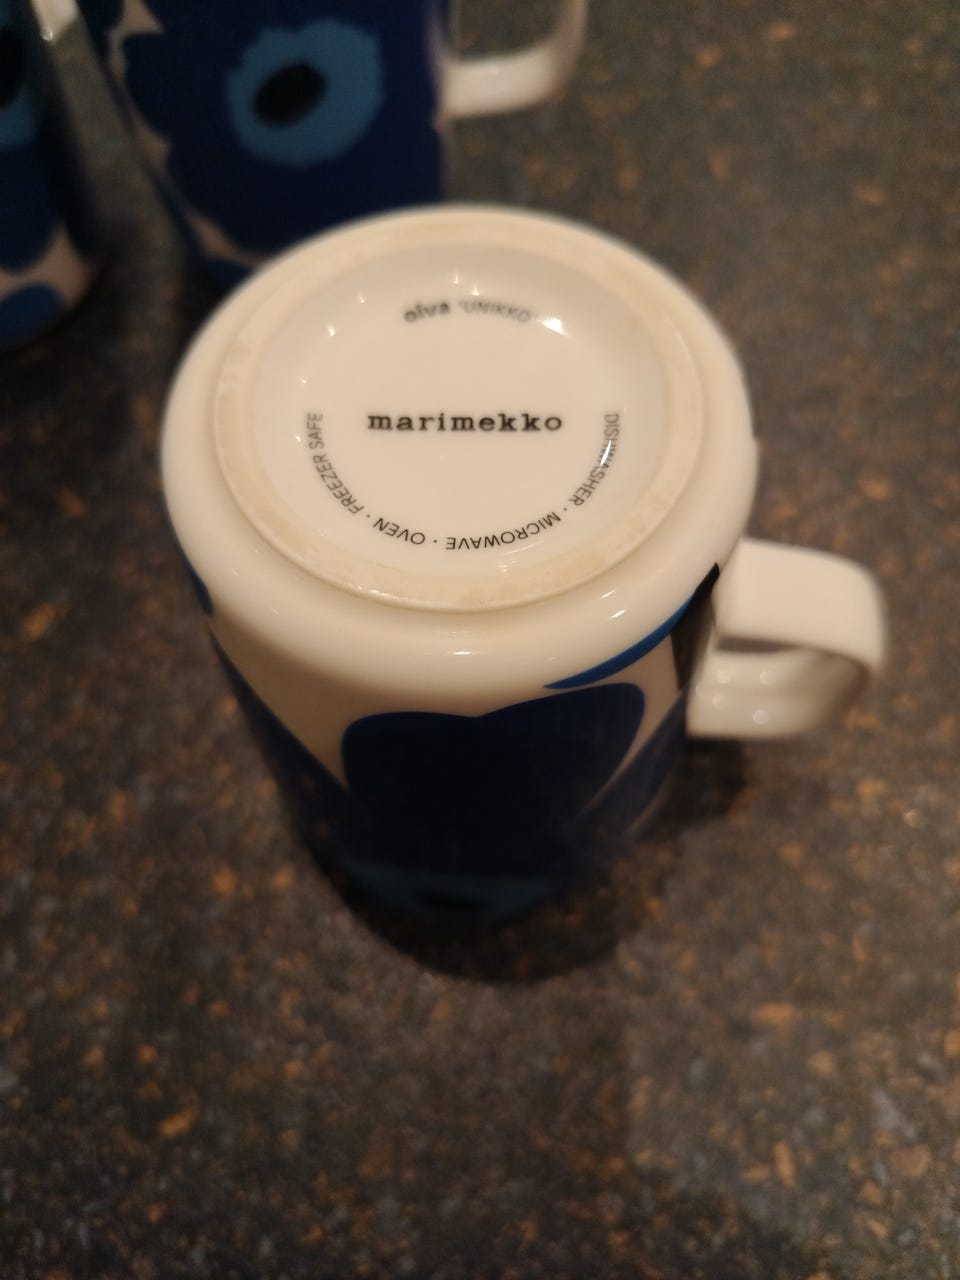 oiva "UNIKKO"
marimekko
DISHWASHER · MICROWAVE · OVEN · FREEZER SAFE